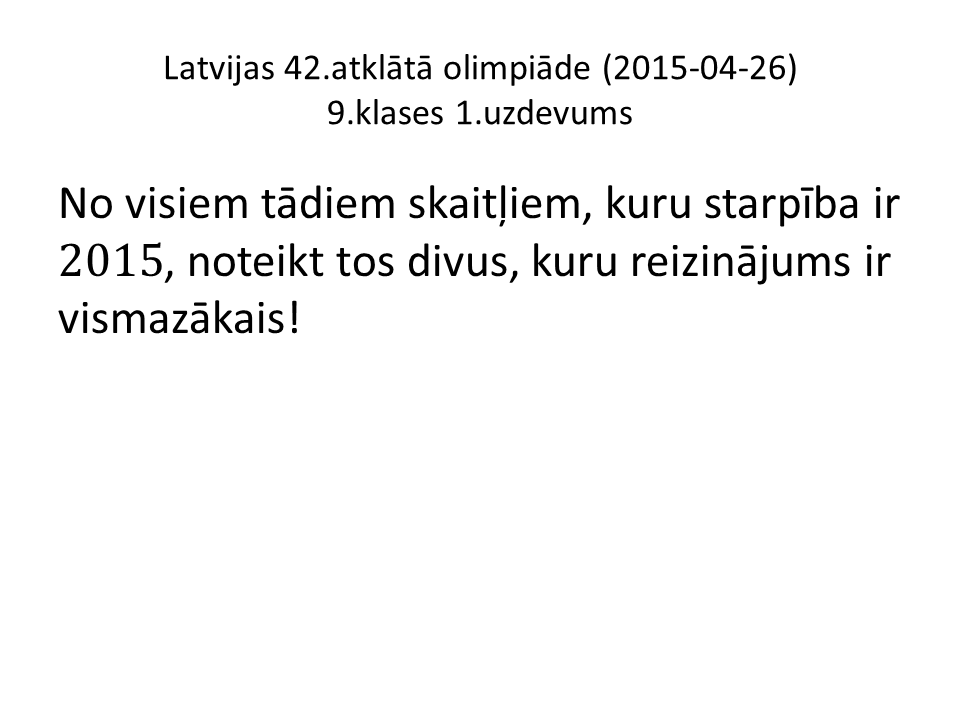 Latvijas 42.atklātā olimpiāde (2015-04-26)
9.klases 1.uzdevums
No visiem tādiem skaitļiem, kuru starpība ir
2015, noteikt tos divus, kuru reizinājums ir
vismazākais!